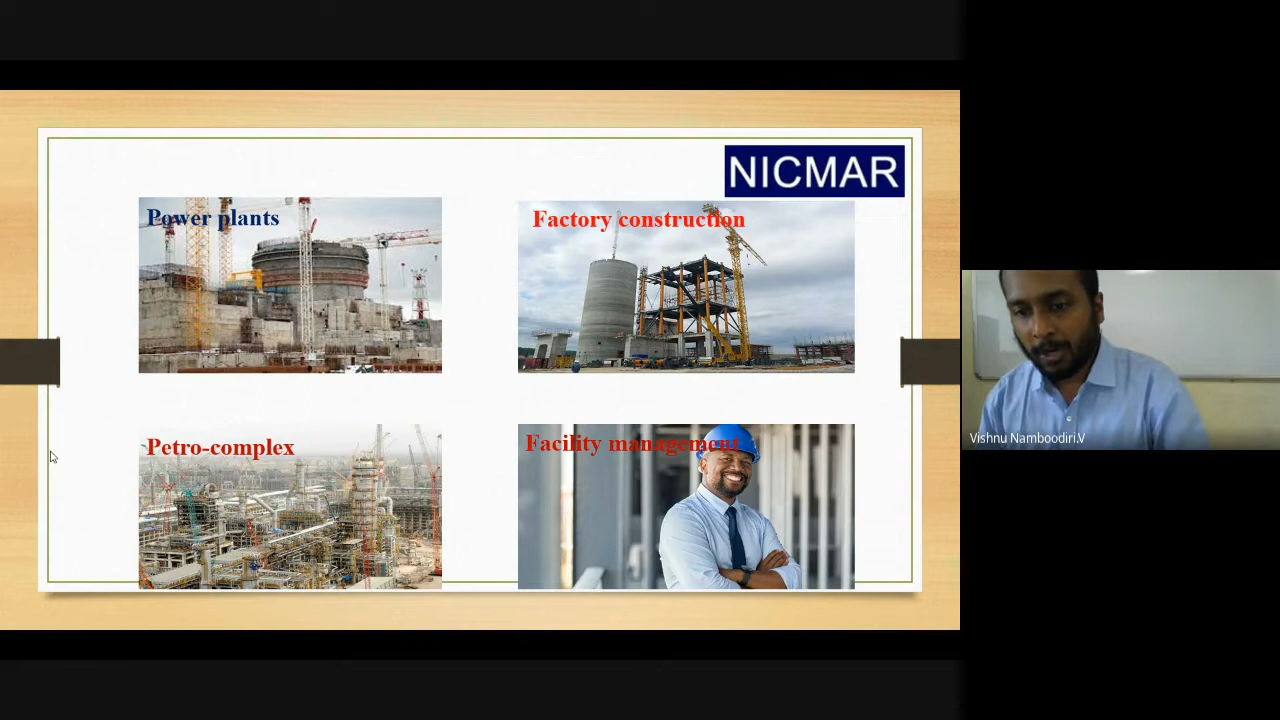 NICMAR
Power plants
Factory construction
Petro-complex
Facility management
Vishnu Namboodiri.V